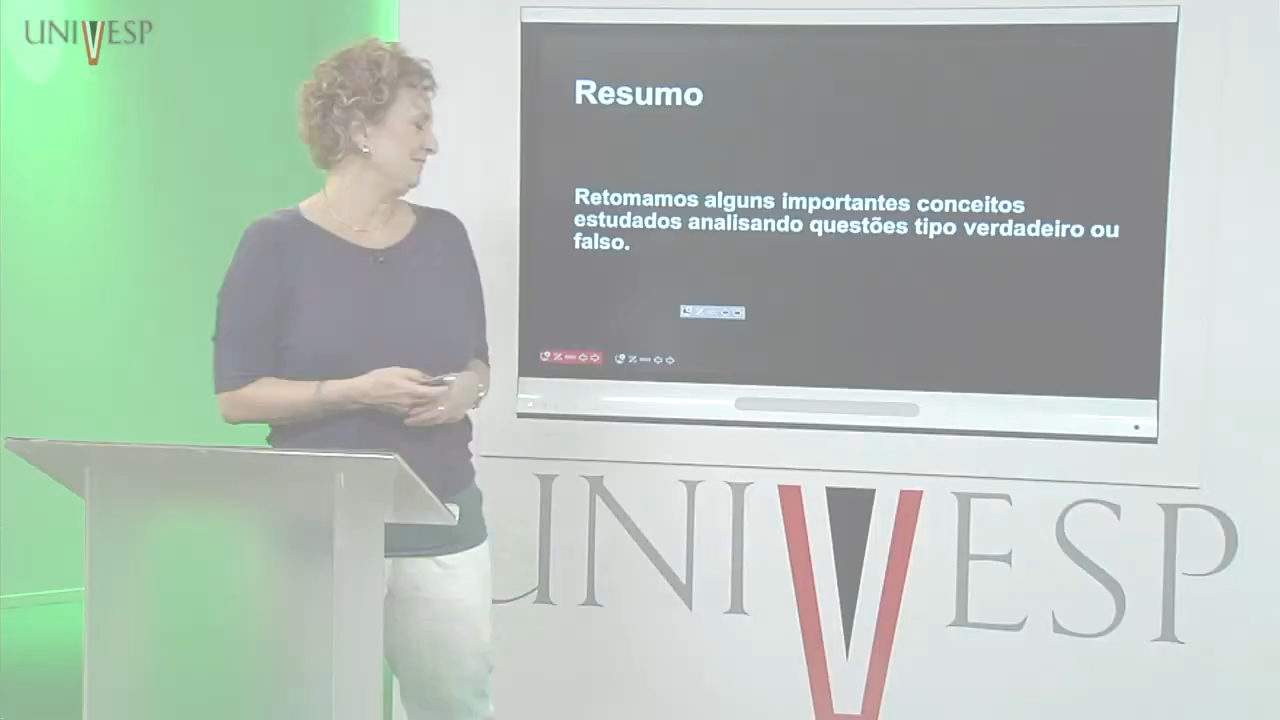 UNIVESP
Resumo
Retomamos alguns importantes conceitos
estudados analisando questões tipo verdadeiro ou
falso.
UNIVESP